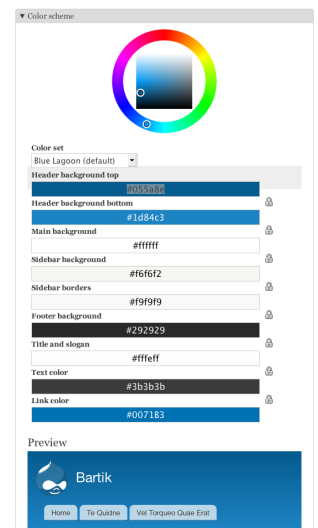 ▼ Color scheme
Color set
Blue Lagoon (default)
Header background top
#055a8e
Header background bottom
#1d84c3
Main background
#ffffff
Sidebar background
#f6f6f2
Sidebar borders
#f9f9f9
Footer background
#292929
Title and slogan
#fffeff
Text color
#3b3b3b
Link color
#0071B3
Preview
Bartik
Home Te Quidne Vel Torqueo Quae Erat